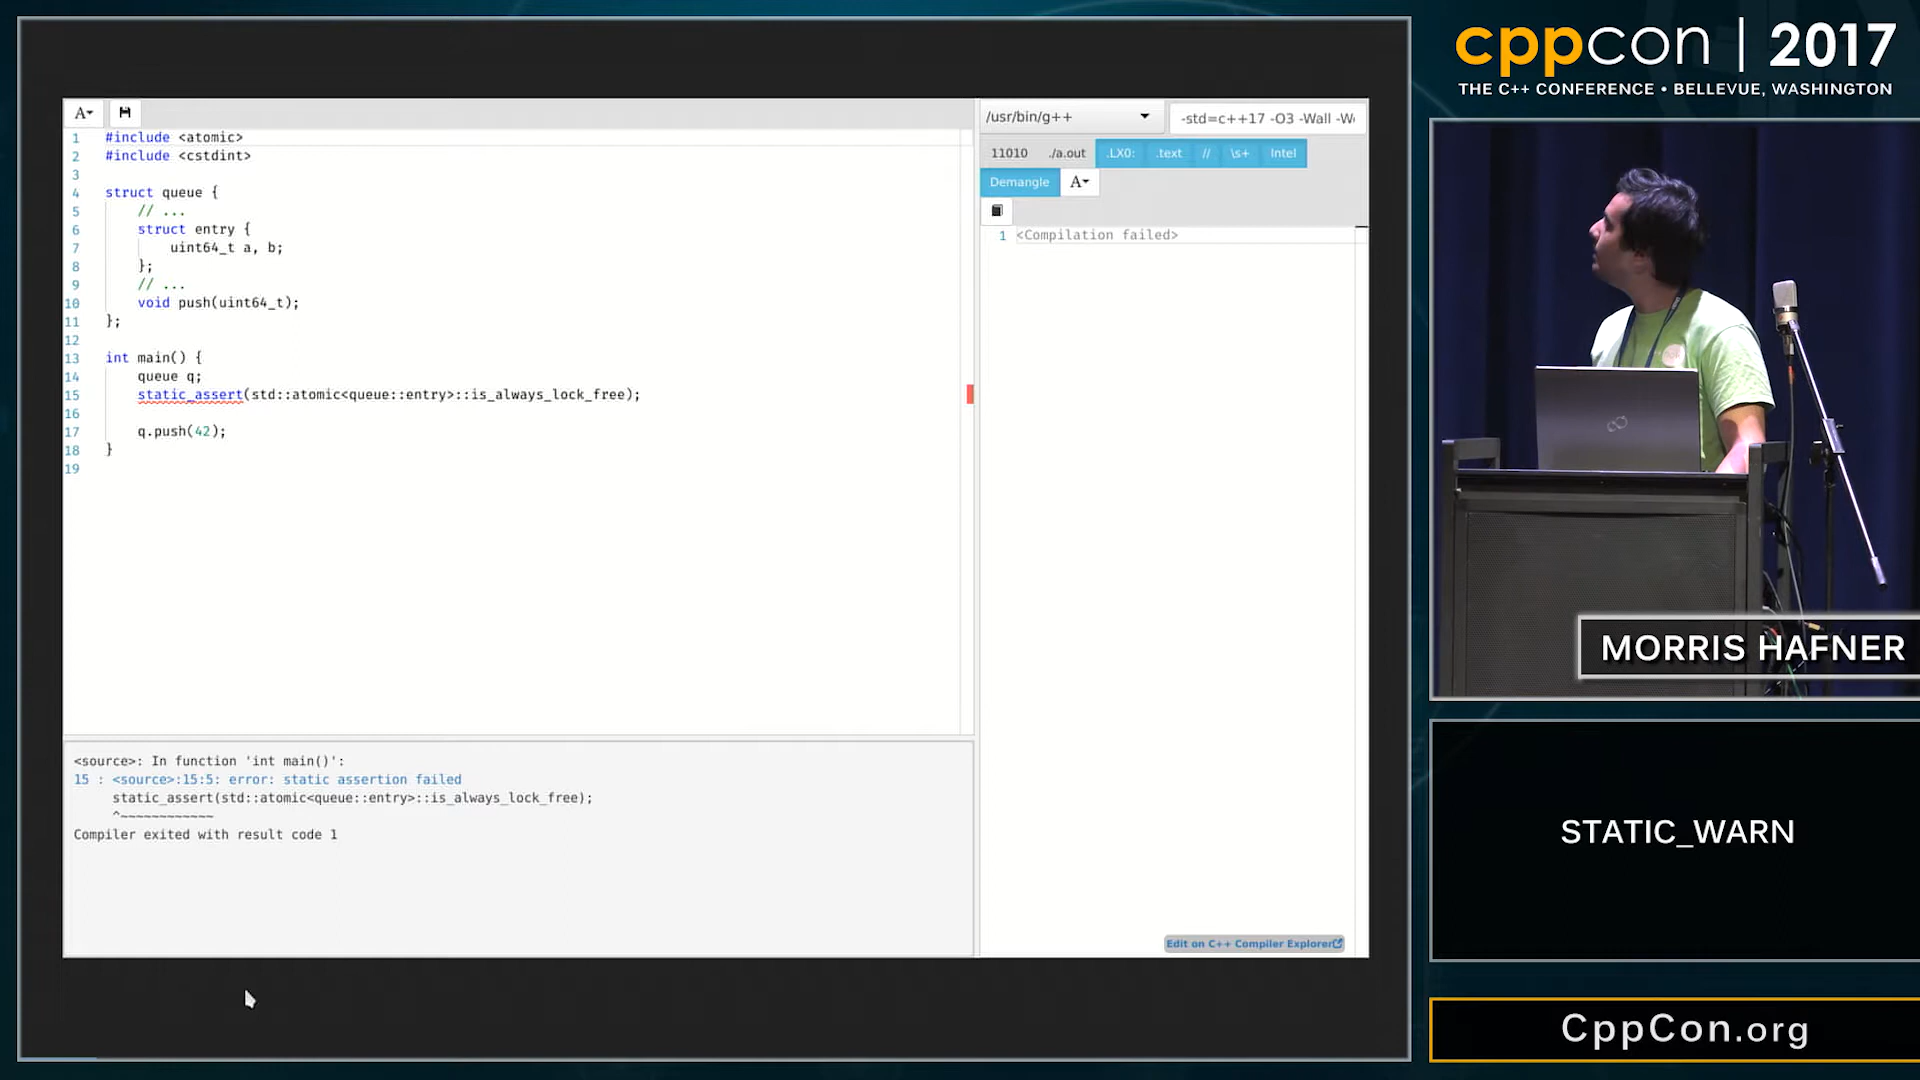 cppcon | 2017
THE C++ CONFERENCE • BELLEVUE, WASHINGTON
A
1 #include <atomic>
2 #include <cstdint>
3
4 struct queue {
5 // ...
6 struct entry {
7 uint64_t a, b;
8 };
9 // ...
10 void push(uint64_t);
11 };
12
13 int main() {
14 queue q;
15 static_assert(std::atomic<queue::entry>::is_always_lock_free);
16
17 q.push(42);
18 }
19
<source>: In function 'int main()':
15 : <source>:15:5: error: static assertion failed
static_assert(std::atomic<queue::entry>::is_always_lock_free);
^~~~~~~~~~~~~
Compiler exited with result code 1
/usr/bin/g++
-std=c++17 -O3 -Wall -We
11010 ./a.out .LX0: .text // \s+ Intel
Demangle A
1 <Compilation failed>
Edit on C++ Compiler Explorer
MORRIS HAFNER
STATIC_WARN
CppCon.org